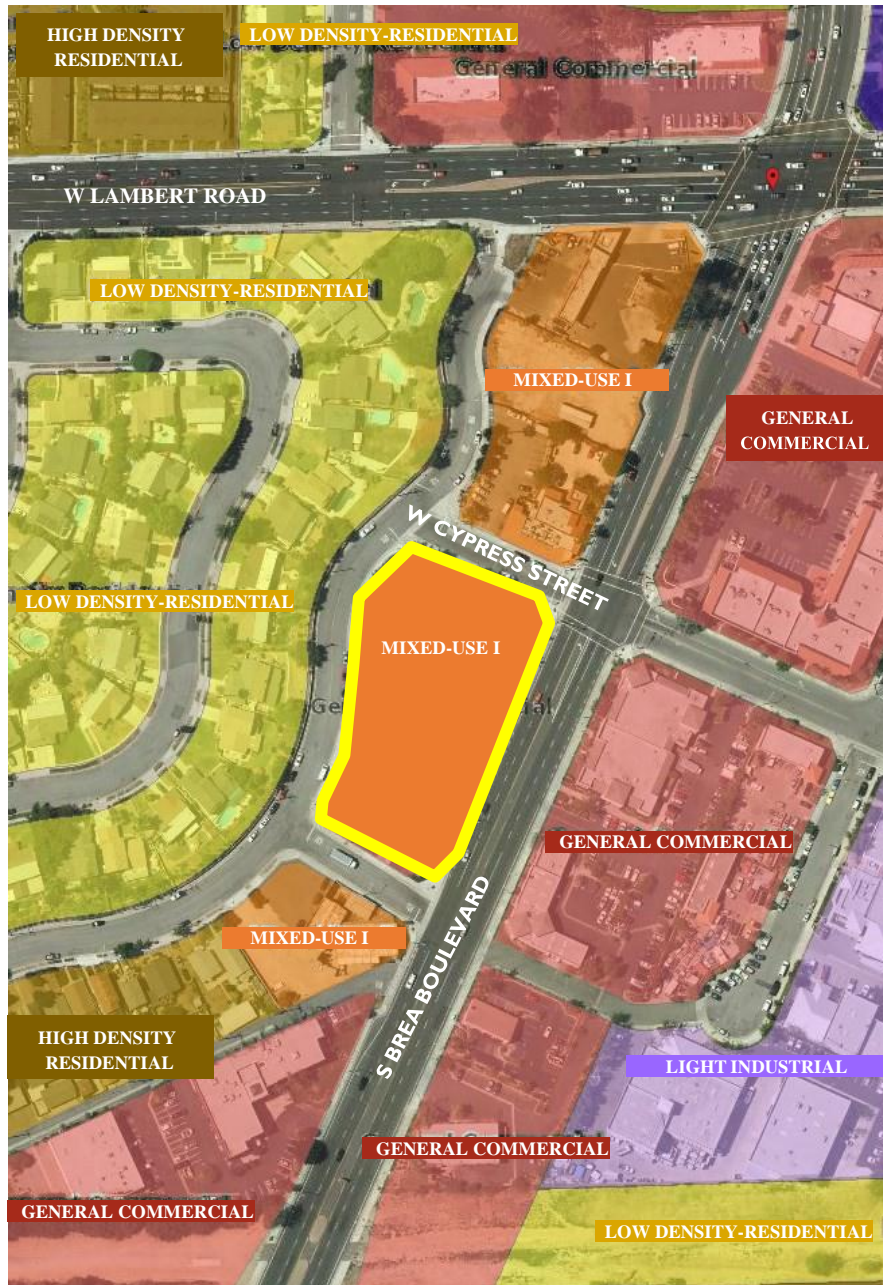 HIGH DENSITY
RESIDENTIAL
LOW DENSITY-RESIDENTIAL
General Commercial
W LAMBERT ROAD
LOW DENSITY-RESIDENTIAL
MIXED-USE I
GENERAL
COMMERCIAL
W CYPRESS STREET
LOW DENSITY-RESIDENTIAL
MIXED-USE I
GENERAL COMMERCIAL
S BREA BOULEVARD
MIXED-USE I
HIGH DENSITY
RESIDENTIAL
LIGHT INDUSTRIAL
GENERAL COMMERCIAL
GENERAL COMMERCIAL
LOW DENSITY-RESIDENTIAL